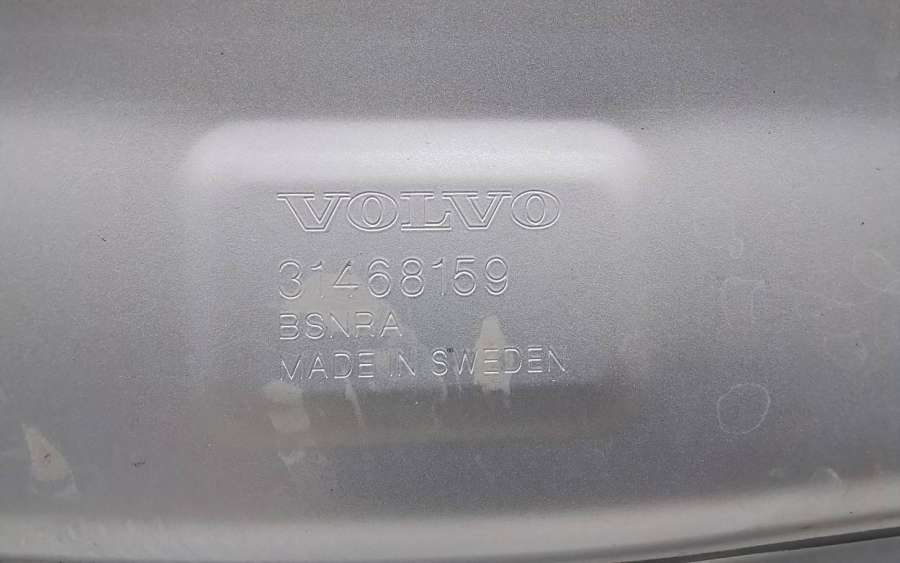 VOLVO
31468159
BSNRA
MADE IN SWEDEN